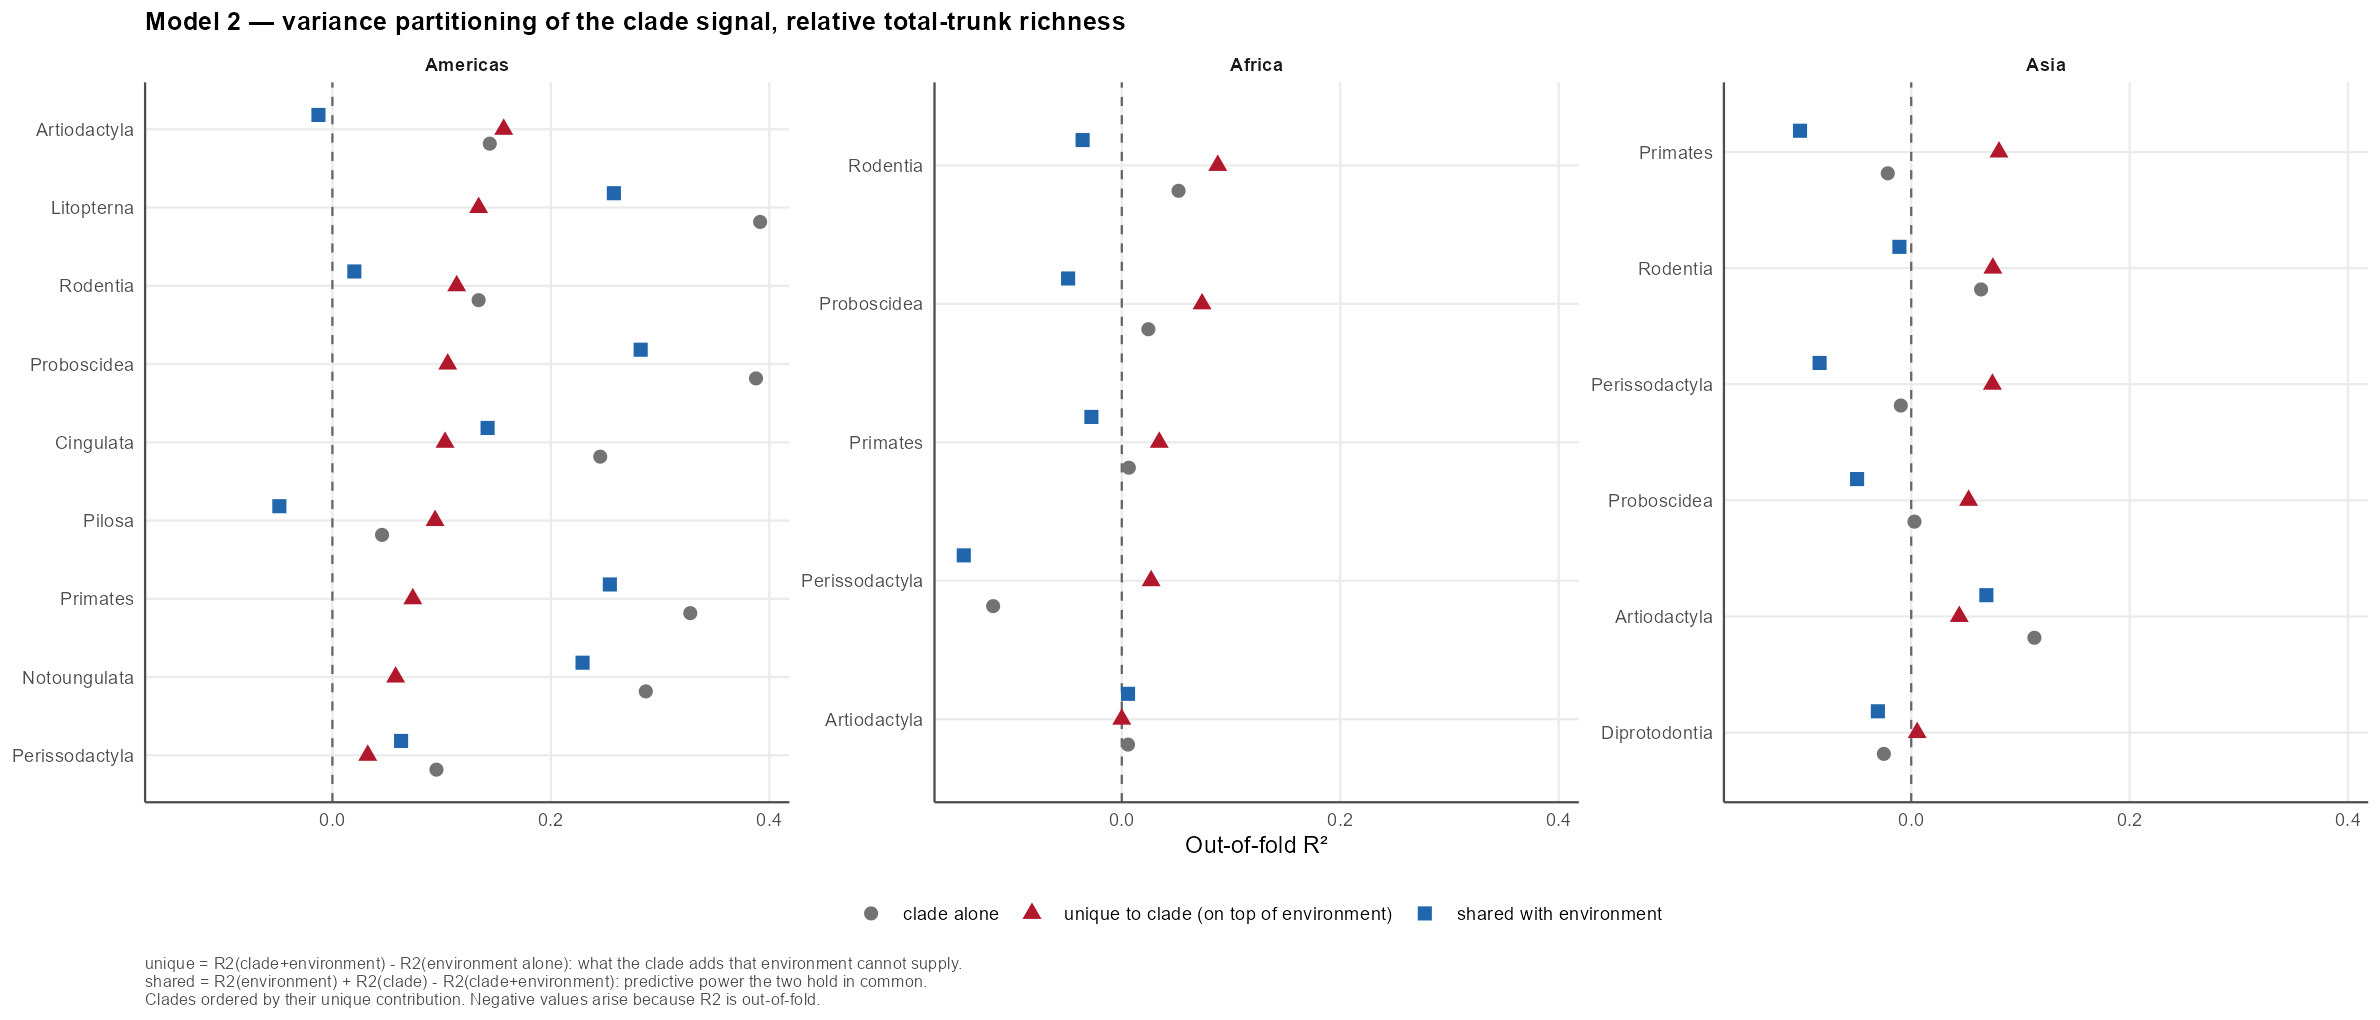 Model 2 — variance partitioning of the clade signal, relative total-trunk richness
Americas
Africa
Asia
Artiodactyla
Litopterna
Rodentia
Proboscidea
Cingulata
Pilosa
Primates
Notoungulata
Perissodactyla
0.0 0.2 0.4
Rodentia
Proboscidea
Primates
Perissodactyla
Artiodactyla
0.0 0.2 0.4
Primates
Rodentia
Perissodactyla
Proboscidea
Artiodactyla
Diprotodontia
0.0 0.2 0.4
Out-of-fold R²
clade alone
unique to clade (on top of environment)
shared with environment
unique = R2(clade+environment) - R2(environment alone): what the clade adds that environment cannot supply.
shared = R2(environment) + R2(clade) - R2(clade+environment): predictive power the two hold in common.
Clades ordered by their unique contribution. Negative values arise because R2 is out-of-fold.